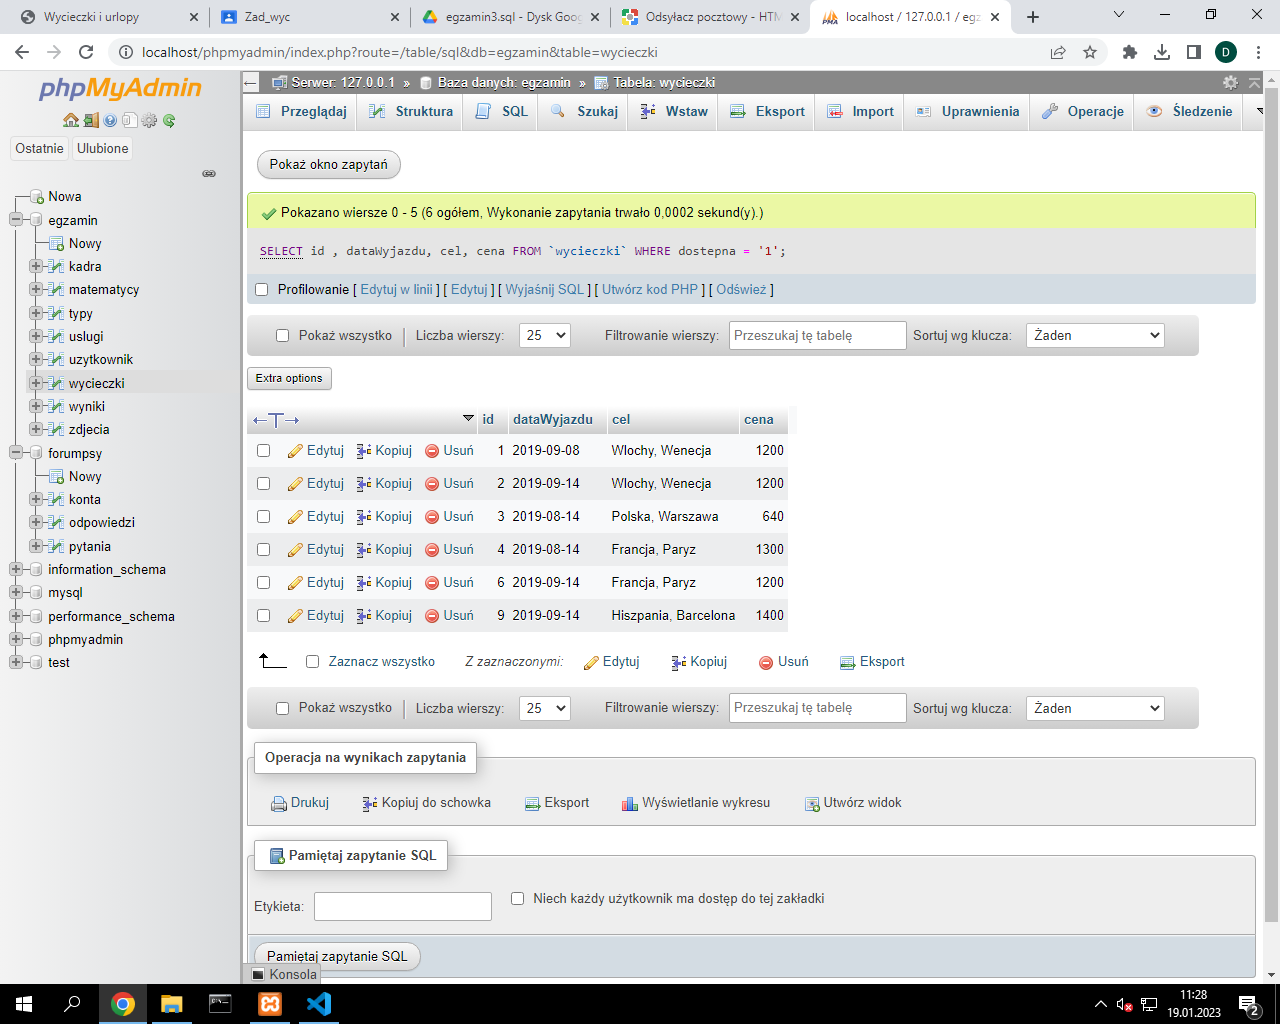 Wycieczki i urlopy
Zad_wyc
egzamin3.sql - Dysk Goog
Odsyłacz pocztowy - HTM
localhost / 127.0.0.1 / egz
localhost/phpmyadmin/index.php?route=/table/sql&db=egzamin&table=wycieczki
D
phpMyAdmin
Ostatnie
Ulubione
Nowa
egzamin
Nowy
kadra
matematycy
typy
uslugi
uzytkownik
wycieczki
wyniki
zdjecia
forumpsy
Nowy
konta
odpowiedzi
pytania
information_schema
mysql
performance_schema
phpmyadmin
test
Serwer: 127.0.0.1 » Baza danych: egzamin » Tabela: wycieczki
Przeglądaj Struktura SQL Szukaj Wstaw Eksport Import Uprawnienia Operacje Śledzenie
Pokaż okno zapytań
Pokazano wiersze 0 - 5 (6 ogółem, Wykonanie zapytania trwało 0,0002 sekund(y).)
SELECT id , dataWyjazdu, cel, cena FROM `wycieczki` WHERE dostepna = '1';
Profilowanie [ Edytuj w linii ] [ Edytuj ] [ Wyjaśnij SQL ] [ Utwórz kod PHP ] [ Odśwież ]
Pokaż wszystko Liczba wierszy: 25 Filtrowanie wierszy: Przeszukaj tę tabelę Sortuj wg klucza: Żaden
Extra options
←T→ id dataWyjazdu cel cena
Edytuj Kopiuj Usuń 1 2019-09-08 Wlochy, Wenecja 1200
Edytuj Kopiuj Usuń 2 2019-09-14 Wlochy, Wenecja 1200
Edytuj Kopiuj Usuń 3 2019-08-14 Polska, Warszawa 640
Edytuj Kopiuj Usuń 4 2019-08-14 Francja, Paryz 1300
Edytuj Kopiuj Usuń 6 2019-09-14 Francja, Paryz 1200
Edytuj Kopiuj Usuń 9 2019-09-14 Hiszpania, Barcelona 1400
Zaznacz wszystko Z zaznaczonymi: Edytuj Kopiuj Usuń Eksport
Pokaż wszystko Liczba wierszy: 25 Filtrowanie wierszy: Przeszukaj tę tabelę Sortuj wg klucza: Żaden
Operacja na wynikach zapytania
Drukuj Kopiuj do schowka Eksport Wyświetlanie wykresu Utwórz widok
Pamiętaj zapytanie SQL
Etykieta: Niech każdy użytkownik ma dostęp do tej zakładki
Pamiętaj zapytanie SQL
Konsola
11:28
19.01.2023
2